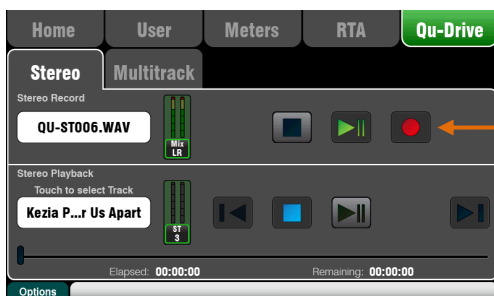 Home User Meters RTA Qu-Drive
Stereo Multitrack
Stereo Record
QU-ST006.WAV
Mix
LR
Stereo Playback
Touch to select Track
Kezia P...r Us Apart
ST
3
Elapsed: 00:00:00 Remaining: 00:00:00
Options